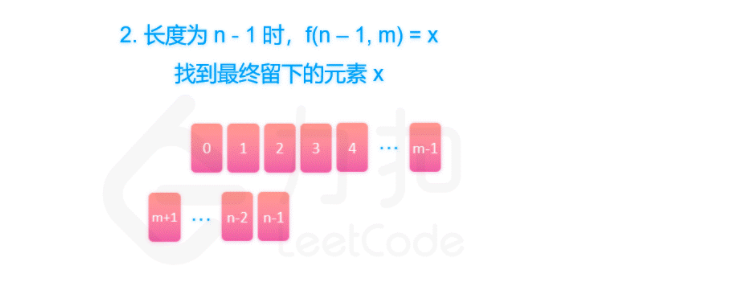 2. 长度为 n - 1 时，f(n – 1, m) = x
找到最终留下的元素 x
0 1 2 3 4 ... m-1
m+1 ... n-2 n-1
力扣
LeetCode